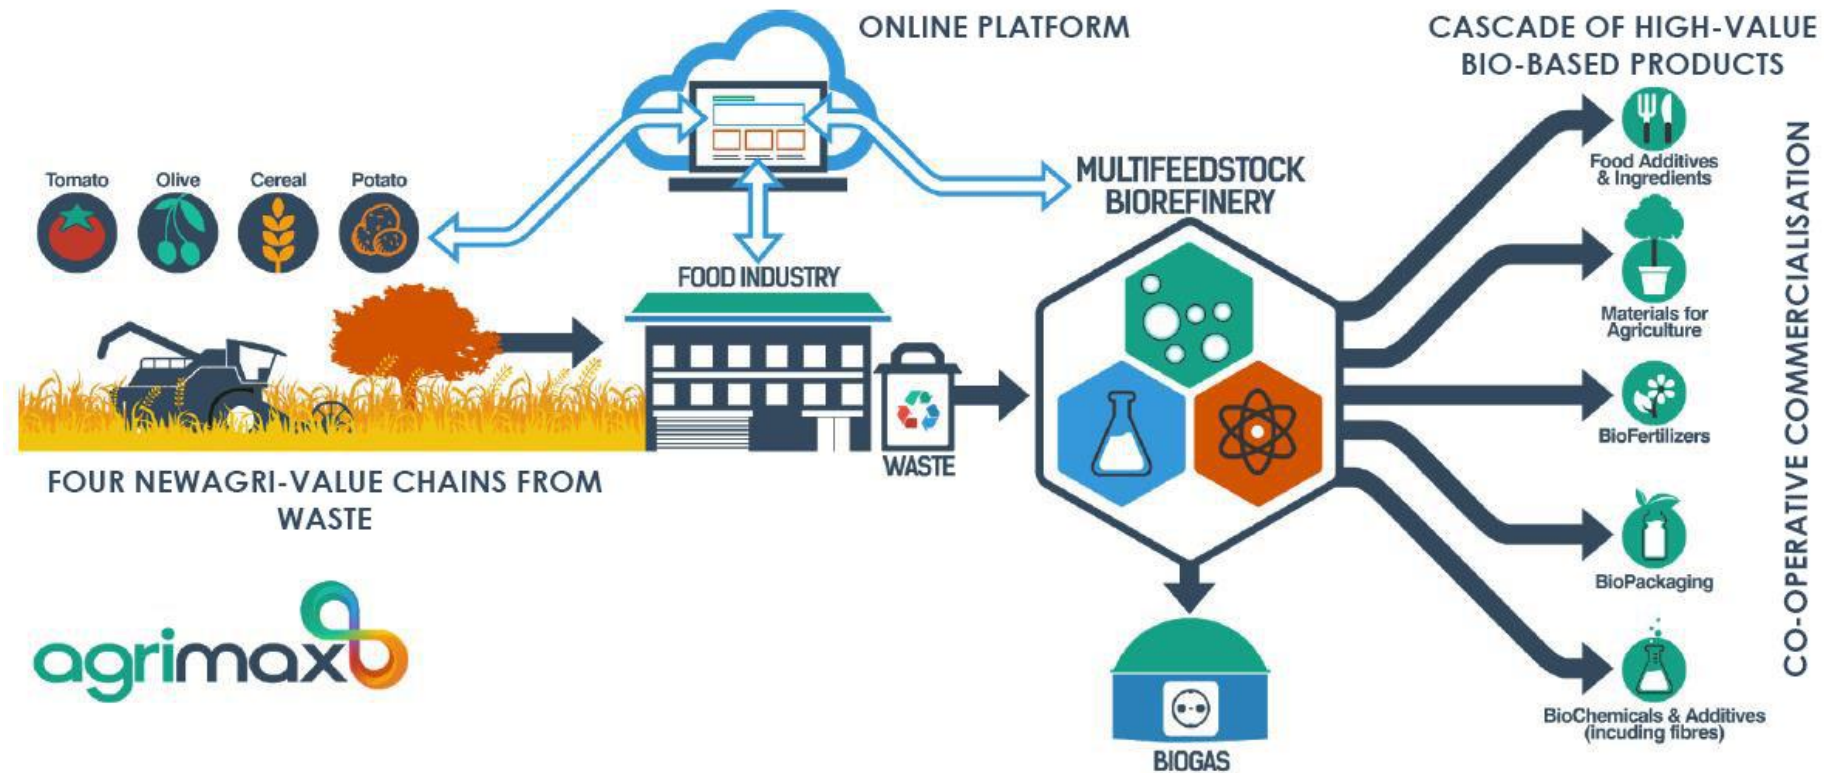 ONLINE PLATFORM
CASCADE OF HIGH-VALUE
BIO-BASED PRODUCTS
Tomato
Olive
Cereal
Potato
MULTIFEEDSTOCK
BIOREFINERY
Food Additives
& Ingredients
FOOD INDUSTRY
Materials for
Agriculture
BioFertilizers
WASTE
FOUR NEWAGRI-VALUE CHAINS FROM
WASTE
BioPackaging
agrimax
BioChemicals & Additives
(incuding fibres)
BIOGAS
CO-OPERATIVE COMMERCIALISATION